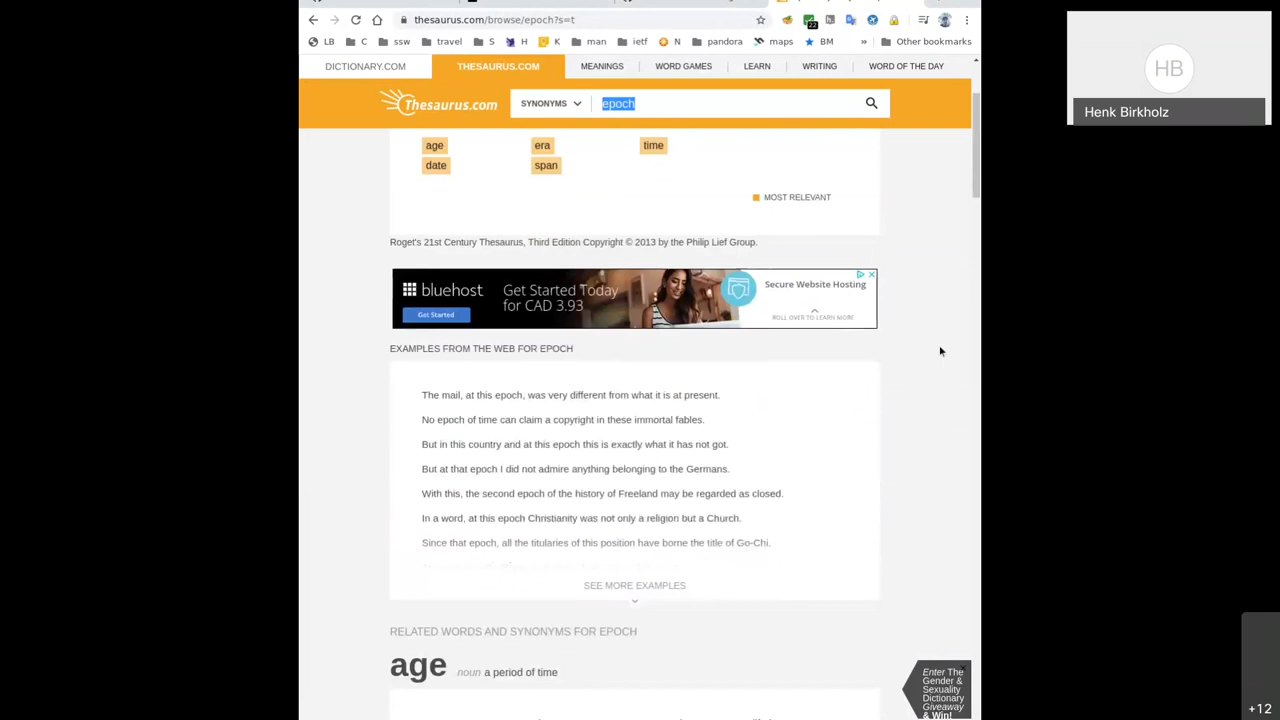 thesaurus.com/browse/epoch?s=t
22
LB C ssw travel S H K man ietf N pandora maps BM » Other bookmarks
DICTIONARY.COM THESAURUS.COM MEANINGS WORD GAMES LEARN WRITING WORD OF THE DAY
Thesaurus.com SYNONYMS epoch
HB
Henk Birkholz
age era time
date span
MOST RELEVANT
Roget's 21st Century Thesaurus, Third Edition Copyright © 2013 by the Philip Lief Group.
bluehost Get Started Today Secure Website Hosting
for CAD 3.93
Get Started ROLL OVER TO LEARN MORE
EXAMPLES FROM THE WEB FOR EPOCH
The mail, at this epoch, was very different from what it is at present.
No epoch of time can claim a copyright in these immortal fables.
But in this country and at this epoch this is exactly what it has not got.
But at that epoch I did not admire anything belonging to the Germans.
With this, the second epoch of the history of Freeland may be regarded as closed.
In a word, at this epoch Christianity was not only a religion but a Church.
Since that epoch, all the titularies of this position have borne the title of Go-Chi.
SEE MORE EXAMPLES
RELATED WORDS AND SYNONYMS FOR EPOCH
age noun a period of time
Enter The
Gender &
Sexuality
Dictionary
Giveaway
& Win!
+12